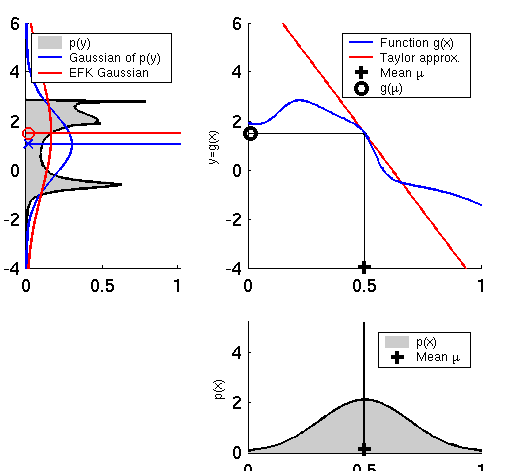 6
4
2
0
-2
-4
0
0.5
1
p(y)
Gaussian of p(y)
EFK Gaussian
6
4
2
0
-2
-4
0
0.5
1
y=g(x)
Function g(x)
Taylor approx.
Mean μ
g(μ)
4
2
0
0
0.5
1
p(x)
p(x)
Mean μ